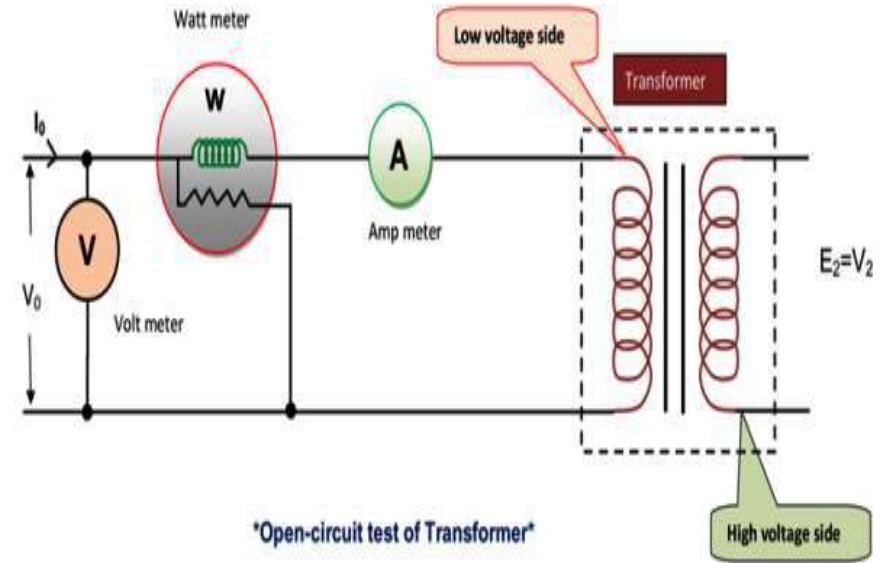 Watt meter
Low voltage side
Transformer
W
I₀
A
V
Amp meter
E₂=V₂
V₀
Volt meter
*Open-circuit test of Transformer*
High voltage side